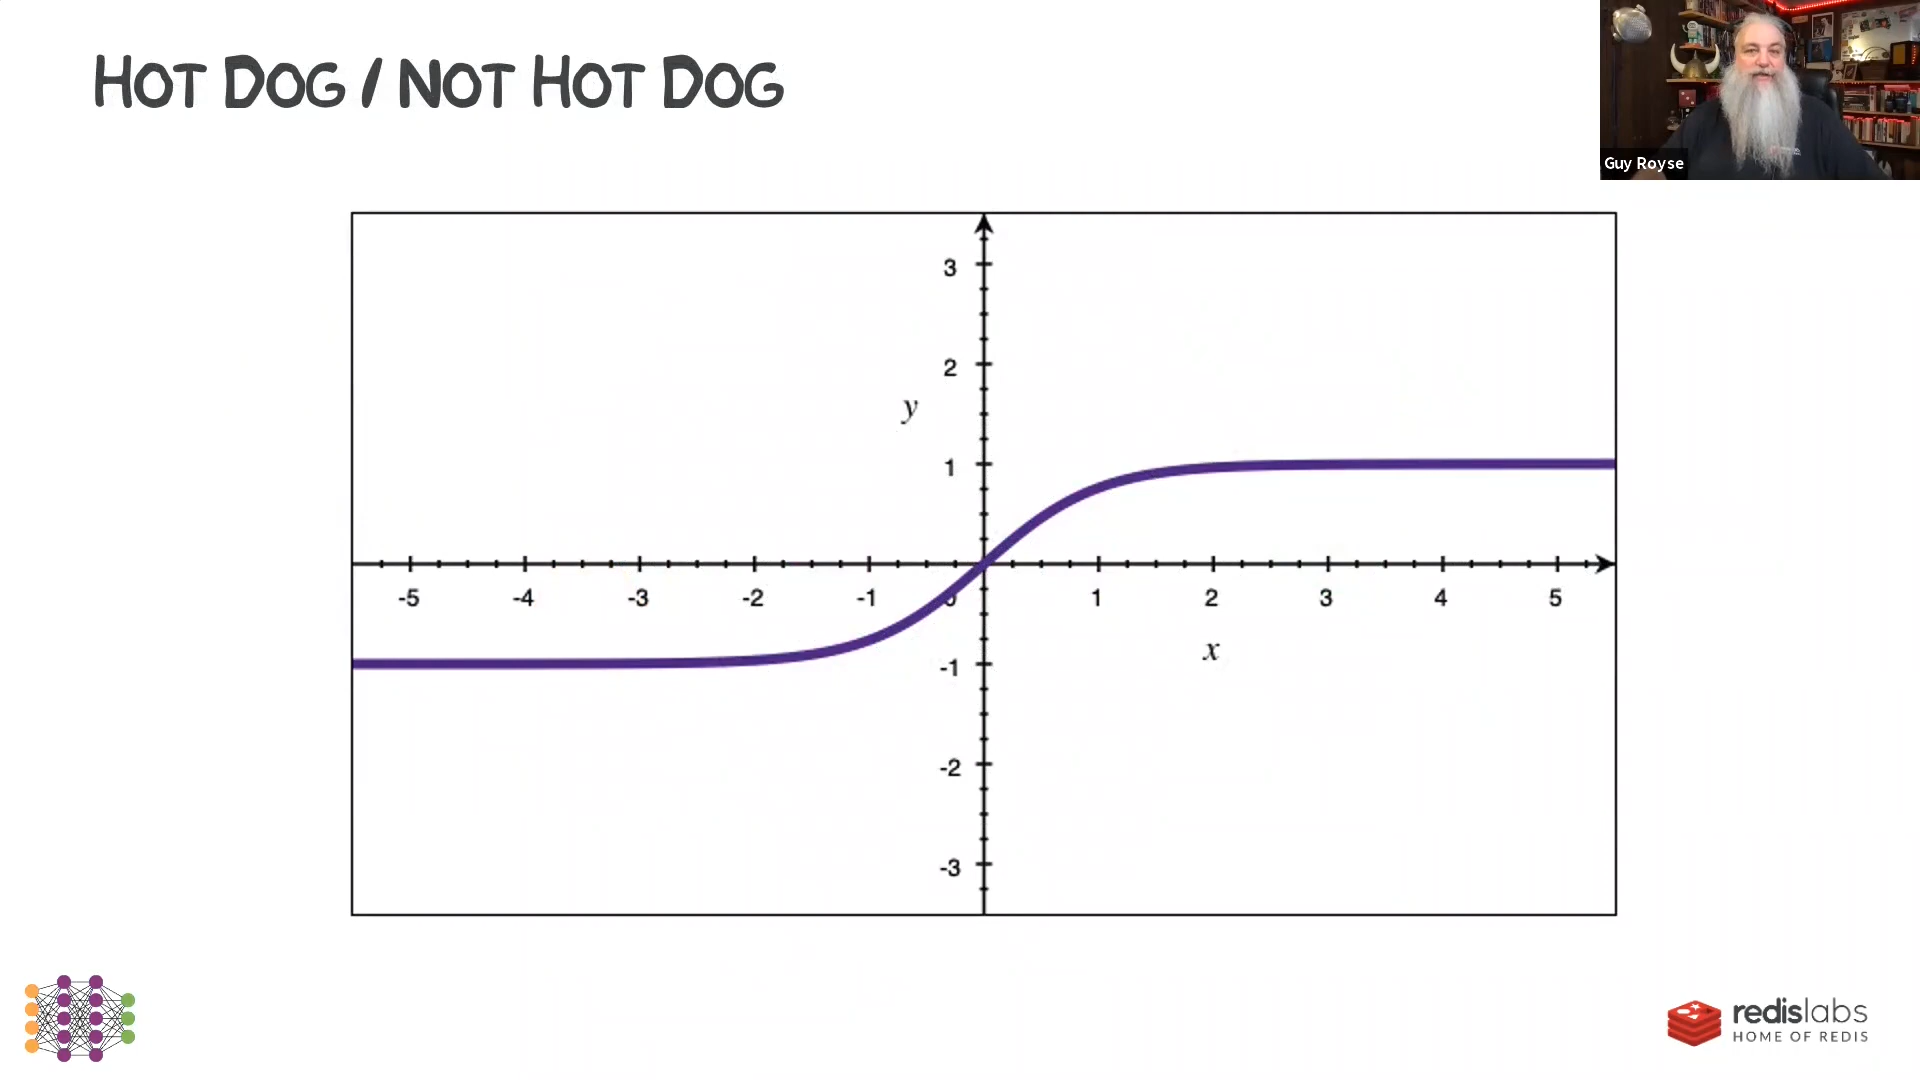 HOT DOG / NOT HOT DOG
Guy Royse
3
2
y
1
-5 -4 -3 -2 -1 0 1 2 3 4 5
x
-1
-2
-3
redislabs
HOME OF REDIS